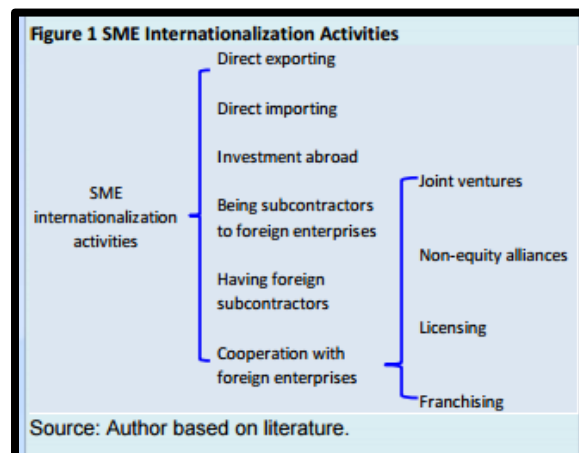 Figure 1 SME Internationalization Activities
Direct exporting
Direct importing
Investment abroad
SME
internationalization
activities
Being subcontractors
to foreign enterprises
Having foreign
subcontractors
Cooperation with
foreign enterprises
Joint ventures
Non-equity alliances
Licensing
Franchising
Source: Author based on literature.